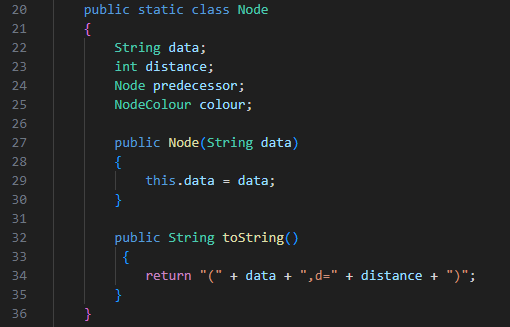 20 public static class Node
21 {
22 String data;
23 int distance;
24 Node predecessor;
25 NodeColour colour;
26
27 public Node(String data)
28 {
29 this.data = data;
30 }
31
32 public String toString()
33 {
34 return "(" + data + ",d=" + distance + ")";
35 }
36 }